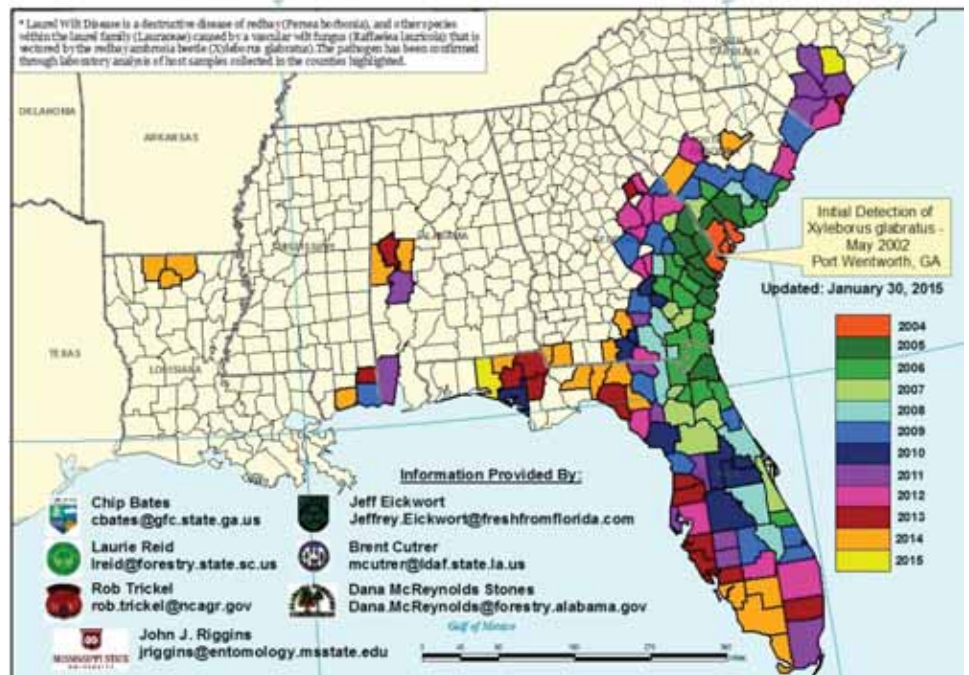 * Laurel Wilt Disease is a destructive disease of redbay (Persea borbonia), and other species
within the laurel family (Lauraceae) caused by a vascular wilt fungus (Raffaelea lauricola) that is
vectored by the redbay ambrosia beetle (Xyleborus glabratus). The pathogen has been confirmed
through laboratory analysis of host samples collected in the counties highlighted.
CAROLINA
OKLAHOMA
ARKANSAS
Initial Detection of
Xyleborus glabratus -
May 2002
Port Wentworth, GA
Updated: January 30, 2015
TEXAS
LOUISIANA
2004
2005
2006
2007
2008
2009
2010
2011
2012
2013
2014
2015
Information Provided By:
Chip Bates
cbates@gfc.state.ga.us
Jeff Eickwort
Jeffrey.Eickwort@freshfromflorida.com
Laurie Reid
lreid@forestry.state.sc.us
Brent Cutrer
mcutrer@ldaf.state.la.us
Rob Trickel
rob.trickel@ncagr.gov
Dana McReynolds Stones
Dana.McReynolds@forestry.alabama.gov
John J. Riggins
jriggins@entomology.msstate.edu
MISSISSIPPI STATE
UNIVERSITY
Gulf of Mexico